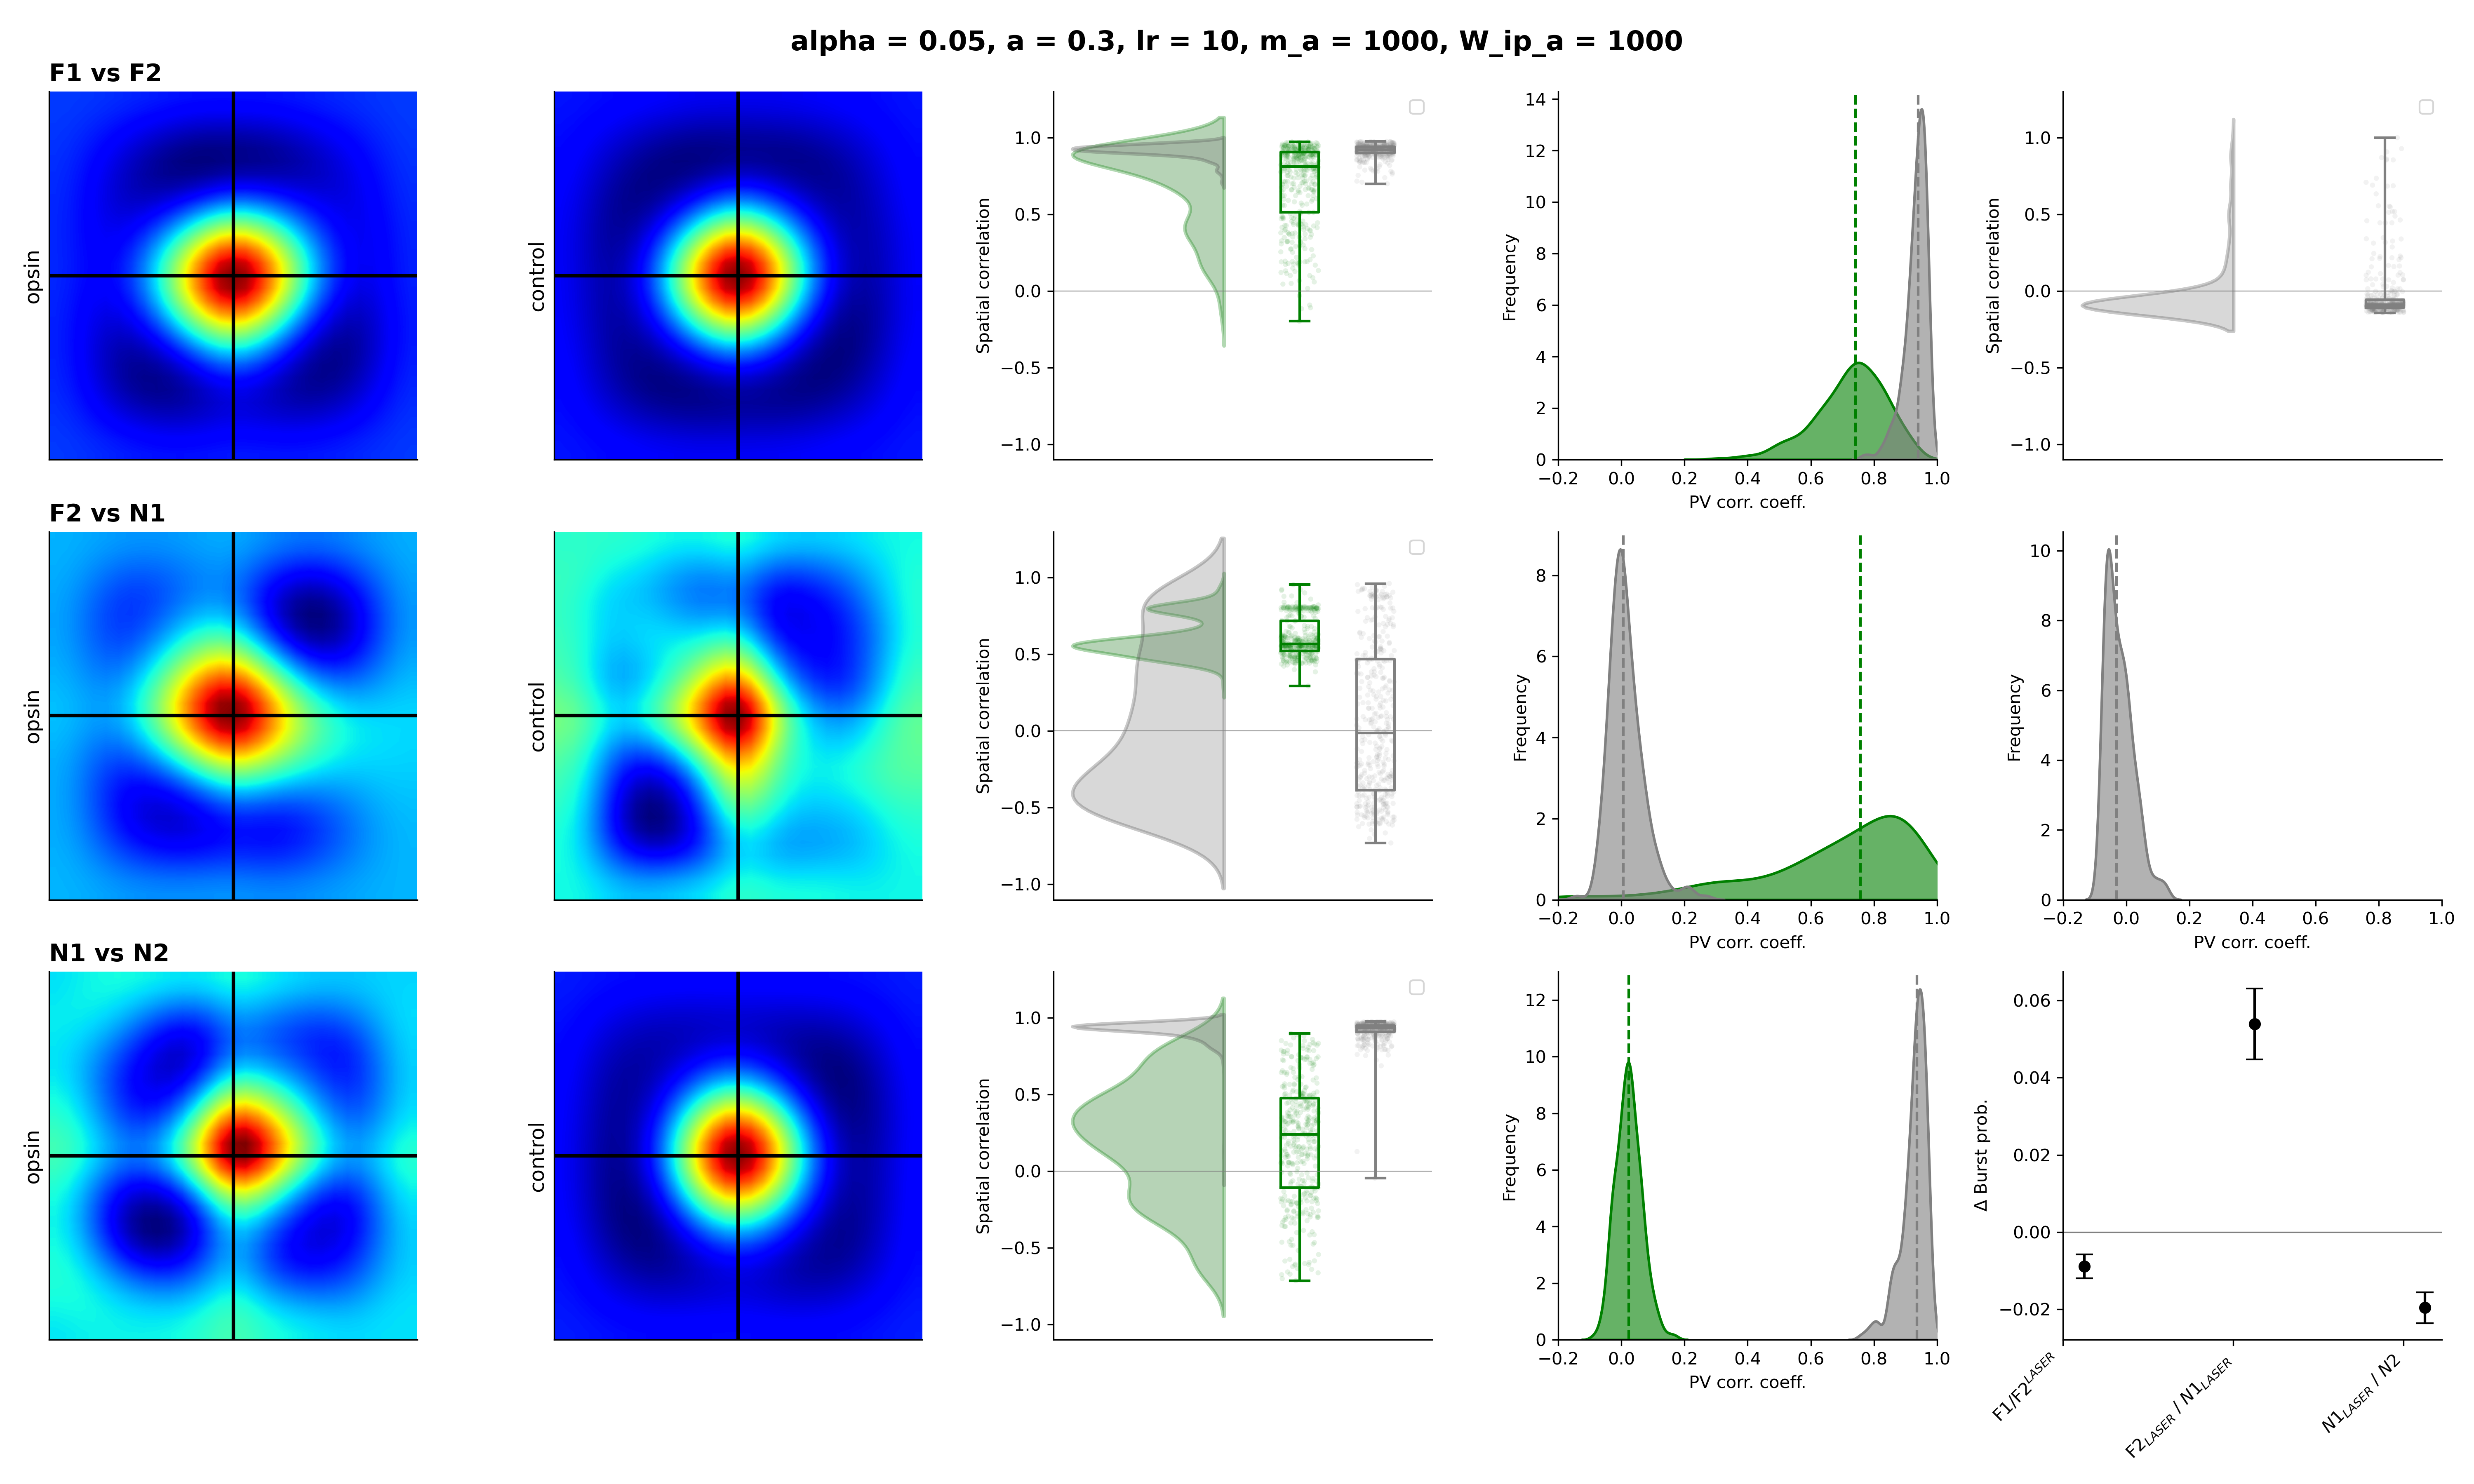 alpha = 0.05, a = 0.3, lr = 10, m_a = 1000, W_ip_a = 1000
F1 vs F2
opsin
control
Spatial correlation
1.0
0.5
0.0
−0.5
−1.0
Frequency
14
12
10
8
6
4
2
0
−0.2 0.0 0.2 0.4 0.6 0.8 1.0
PV corr. coeff.
Spatial correlation
1.0
0.5
0.0
−0.5
−1.0
F2 vs N1
opsin
control
Spatial correlation
1.0
0.5
0.0
−0.5
−1.0
Frequency
8
6
4
2
0
−0.2 0.0 0.2 0.4 0.6 0.8 1.0
PV corr. coeff.
Frequency
10
8
6
4
2
0
−0.2 0.0 0.2 0.4 0.6 0.8 1.0
PV corr. coeff.
N1 vs N2
opsin
control
Spatial correlation
1.0
0.5
0.0
−0.5
−1.0
Frequency
12
10
8
6
4
2
0
−0.2 0.0 0.2 0.4 0.6 0.8 1.0
PV corr. coeff.
Δ Burst prob.
0.06
0.04
0.02
0.00
−0.02
F1/F2^LASER
F2_LASER / N1_LASER
N1_LASER / N2